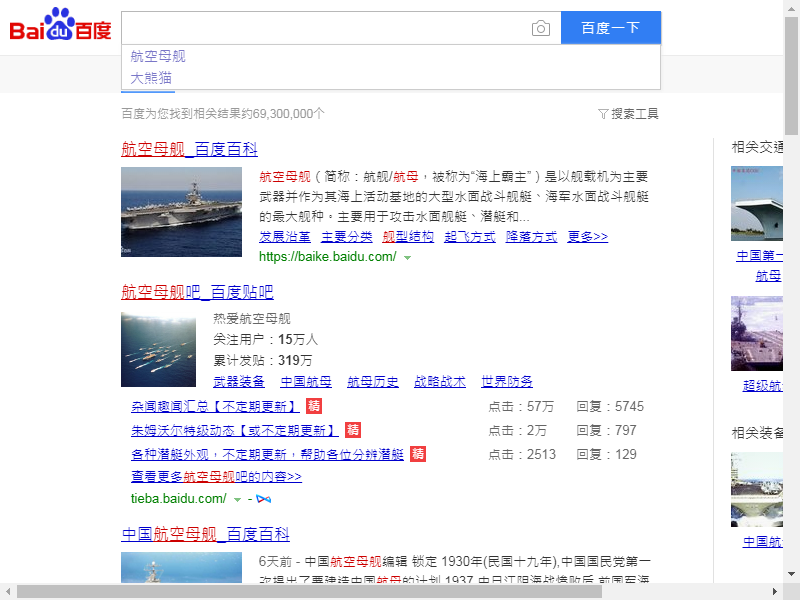 Bai du 百度
百度一下
航空母舰
大熊猫
百度为您找到相关结果约69,300,000个
搜索工具
航空母舰_百度百科
航空母舰（简称：航舰/航母，被称为“海上霸主”）是以舰载机为主要
武器并作为其海上活动基地的大型水面战斗舰艇、海军水面战斗舰艇
的最大舰种。主要用于攻击水面舰艇、潜艇和...
发展沿革 主要分类 舰型结构 起飞方式 降落方式 更多>>
https://baike.baidu.com/
航空母舰吧_百度贴吧
热爱航空母舰
关注用户：15万人
累计发贴：319万
武器装备 中国航母 航母历史 战略战术 世界防务
杂闻趣闻汇总【不定期更新】 精 点击：57万 回复：5745
朱姆沃尔特级动态【或不定期更新】 精 点击：2万 回复：797
各种潜艇外观，不定期更新，帮助各位分辨潜艇 精 点击：2513 回复：129
查看更多航空母舰吧的内容>>
tieba.baidu.com/ -
中国航空母舰_百度百科
6天前 - 中国航空母舰编辑 锁定 1930年(民国十九年),中国国民党第一
次提出了要建造中国航母的计划,1937 中日江阴海战惨败后,前国军海
相关交通
中国第一
航母
超级航
相关装备
中国航